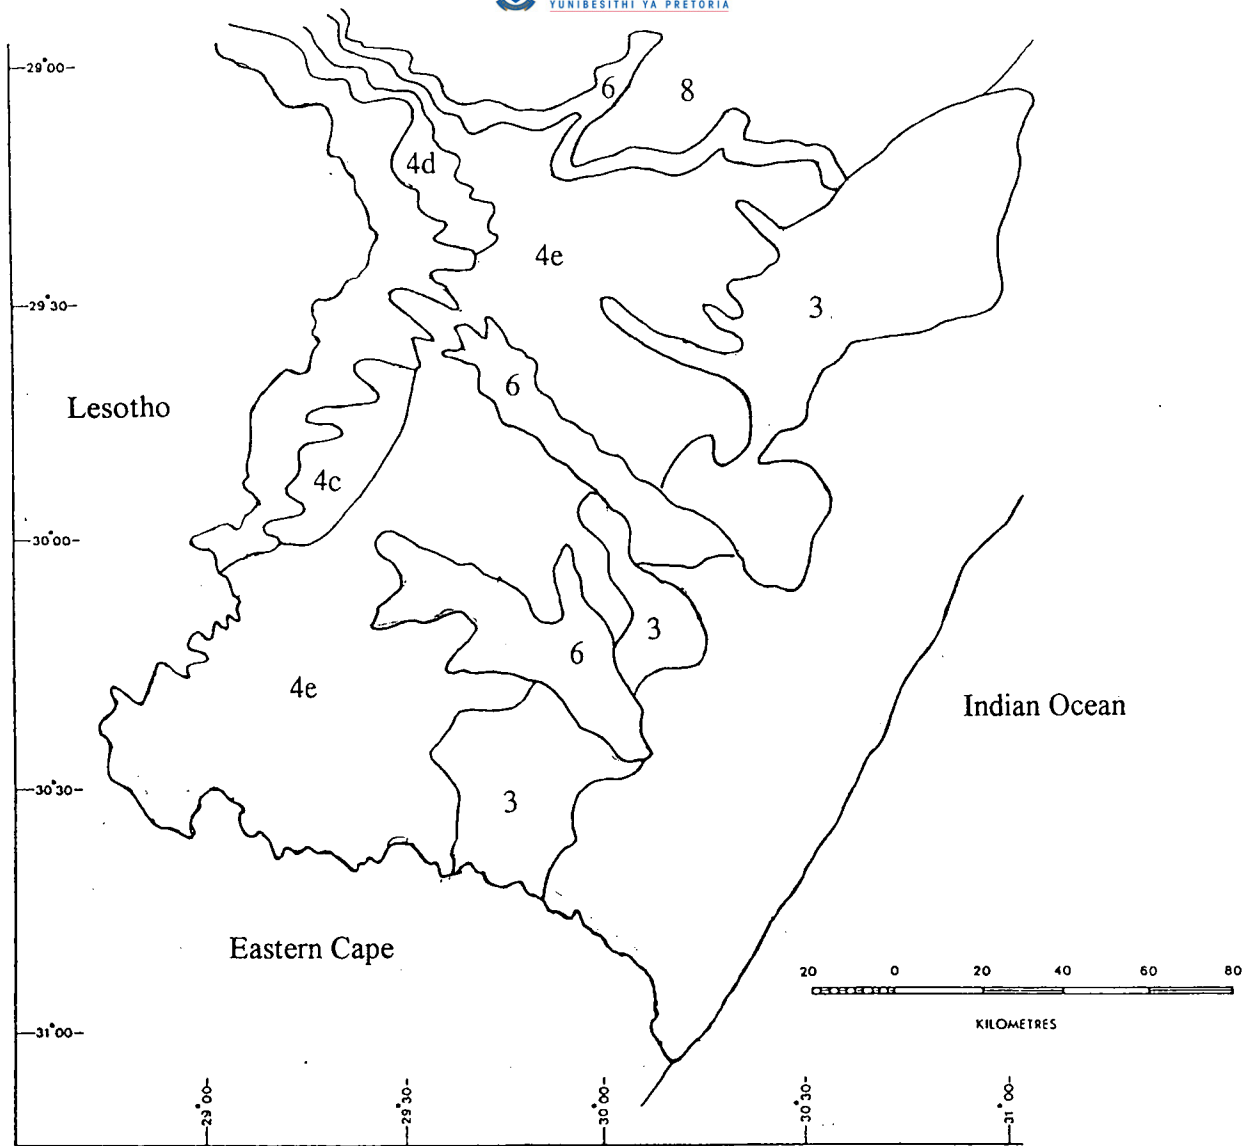 YUNIBESITHI YA PRETORIA
29°00
6
8
4d
4e
29°30
3
6
Lesotho
4c
30°00
3
6
4e
Indian Ocean
30°30
3
Eastern Cape
20 0 20 40 60 80
KILOMETRES
31°00
29°00 29°30 30°00 30°30 31°00